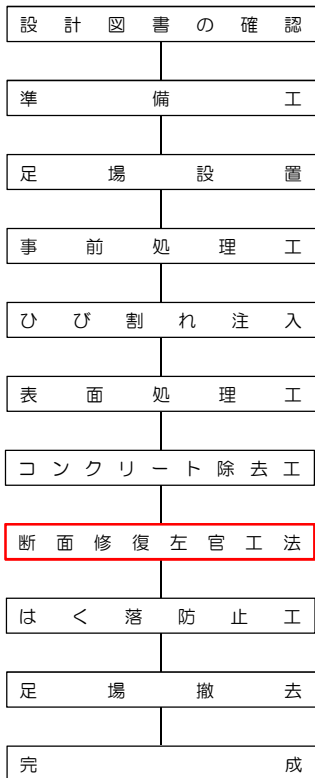 設計図書の確認
準備工
足場設置
事前処理工
ひび割れ注入
表面処理工
コンクリート除去工
断面修復左官工法
はく落防止工
足場撤去
完成